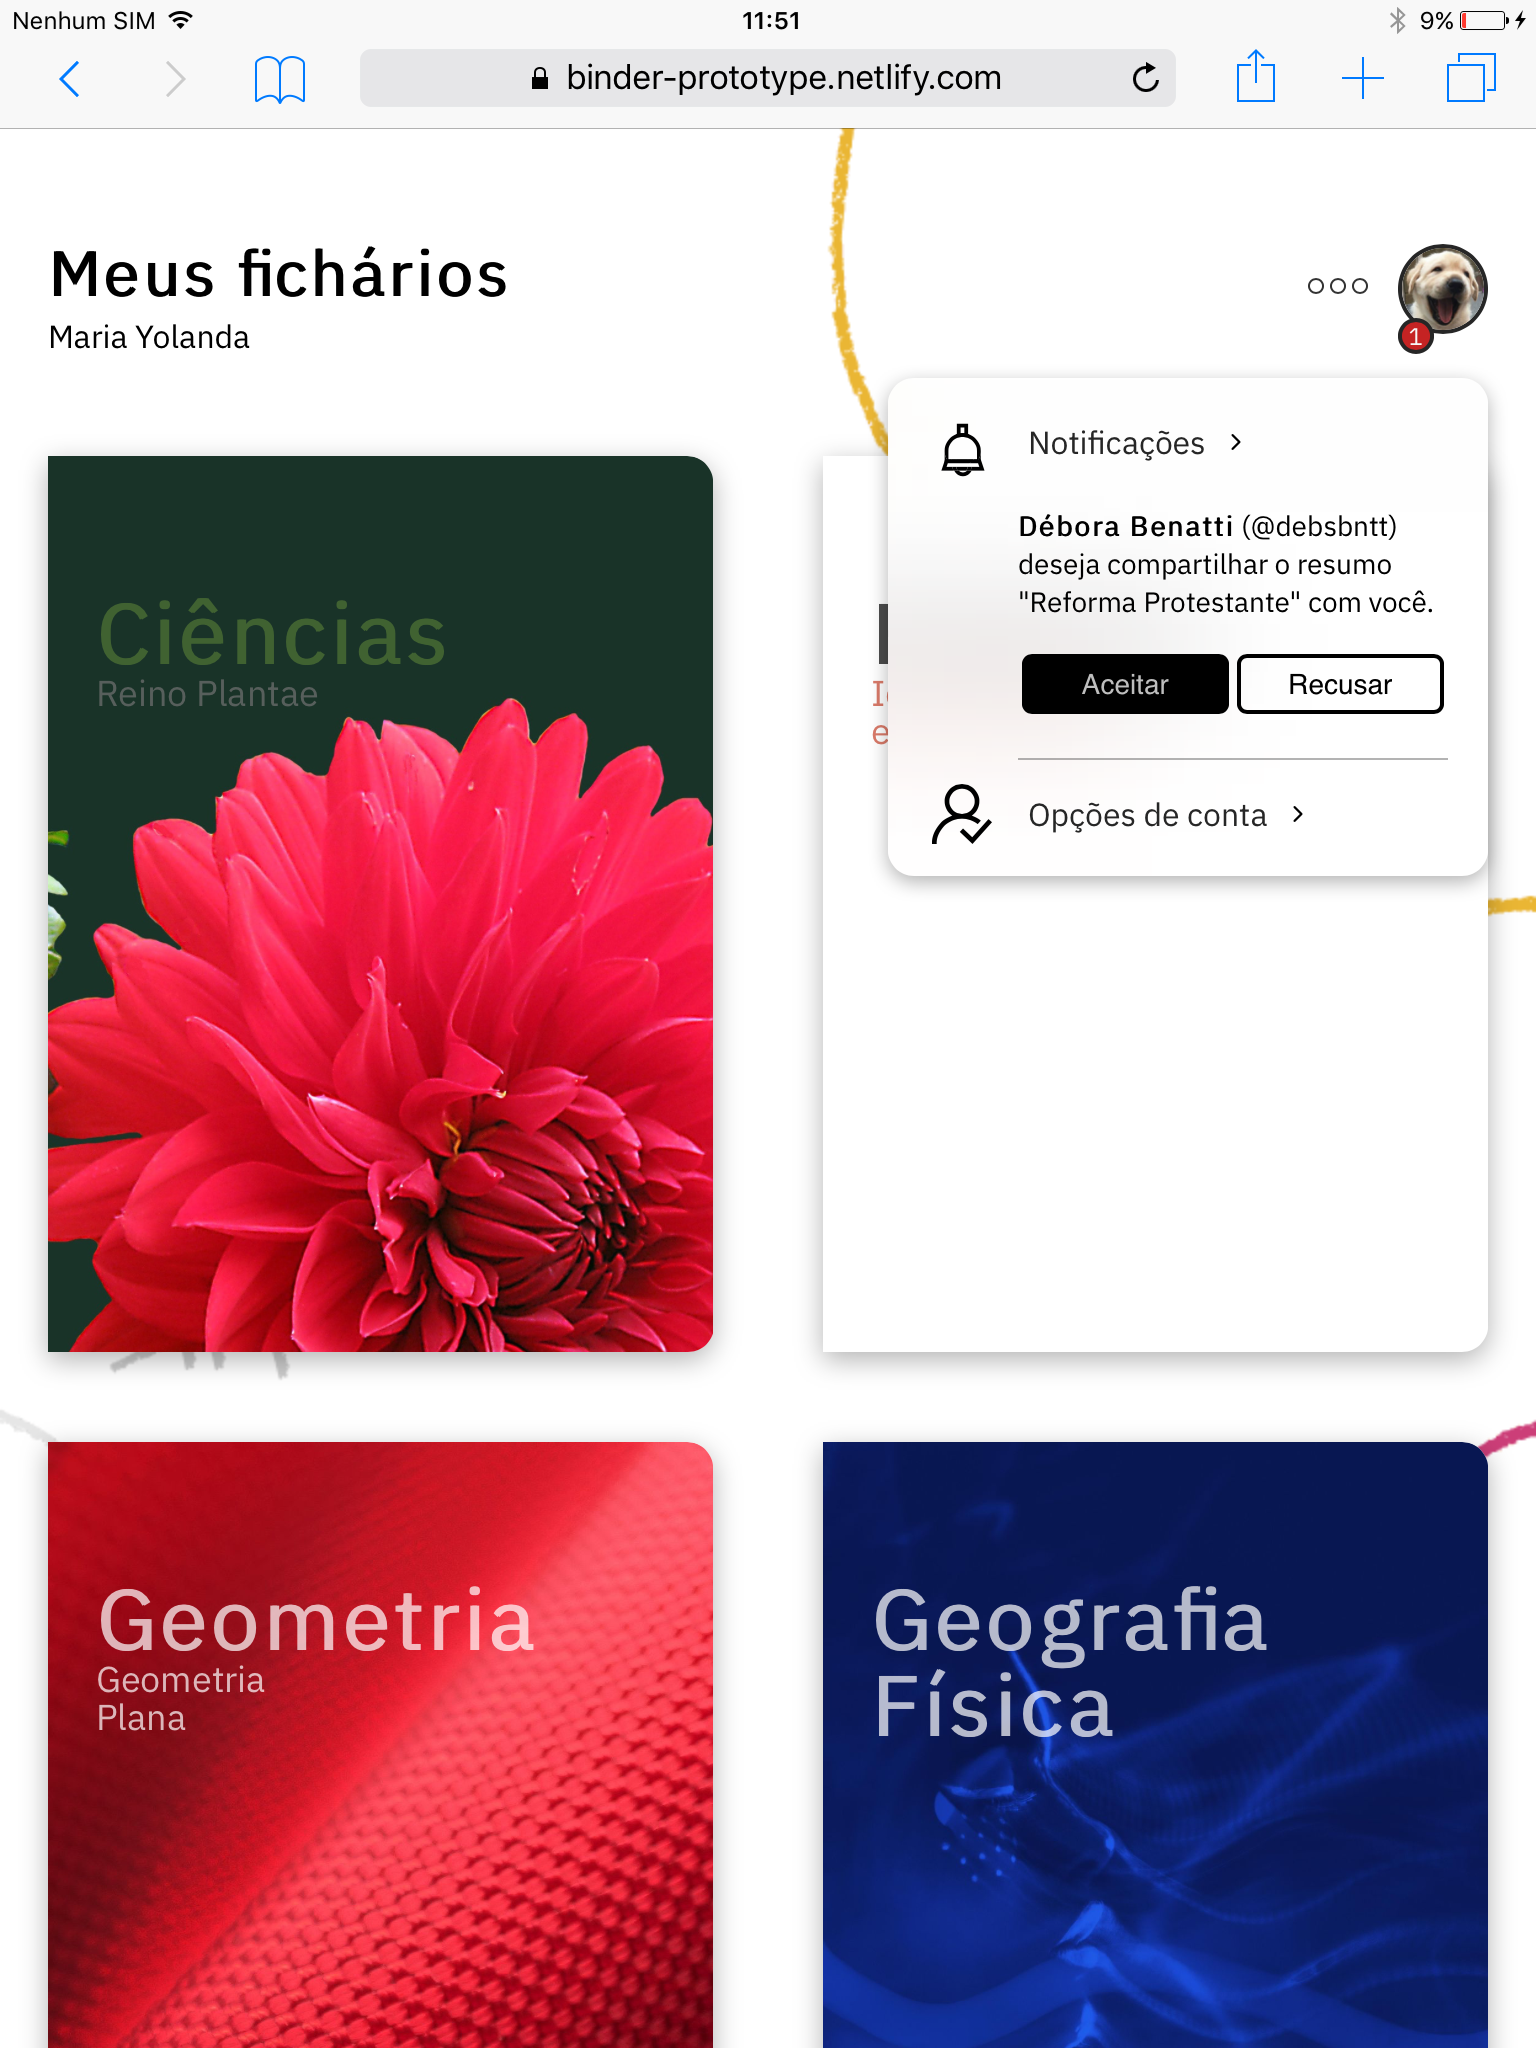 Nenhum SIM
11:51
9%
binder-prototype.netlify.com
Meus fichários
Maria Yolanda
1
Notificações
Débora Benatti (@debsbntt)
deseja compartilhar o resumo
"Reforma Protestante" com você.
Aceitar
Recusar
Opções de conta
Ciências
Reino Plantae
Geometria
Geometria
Plana
Geografia
Física